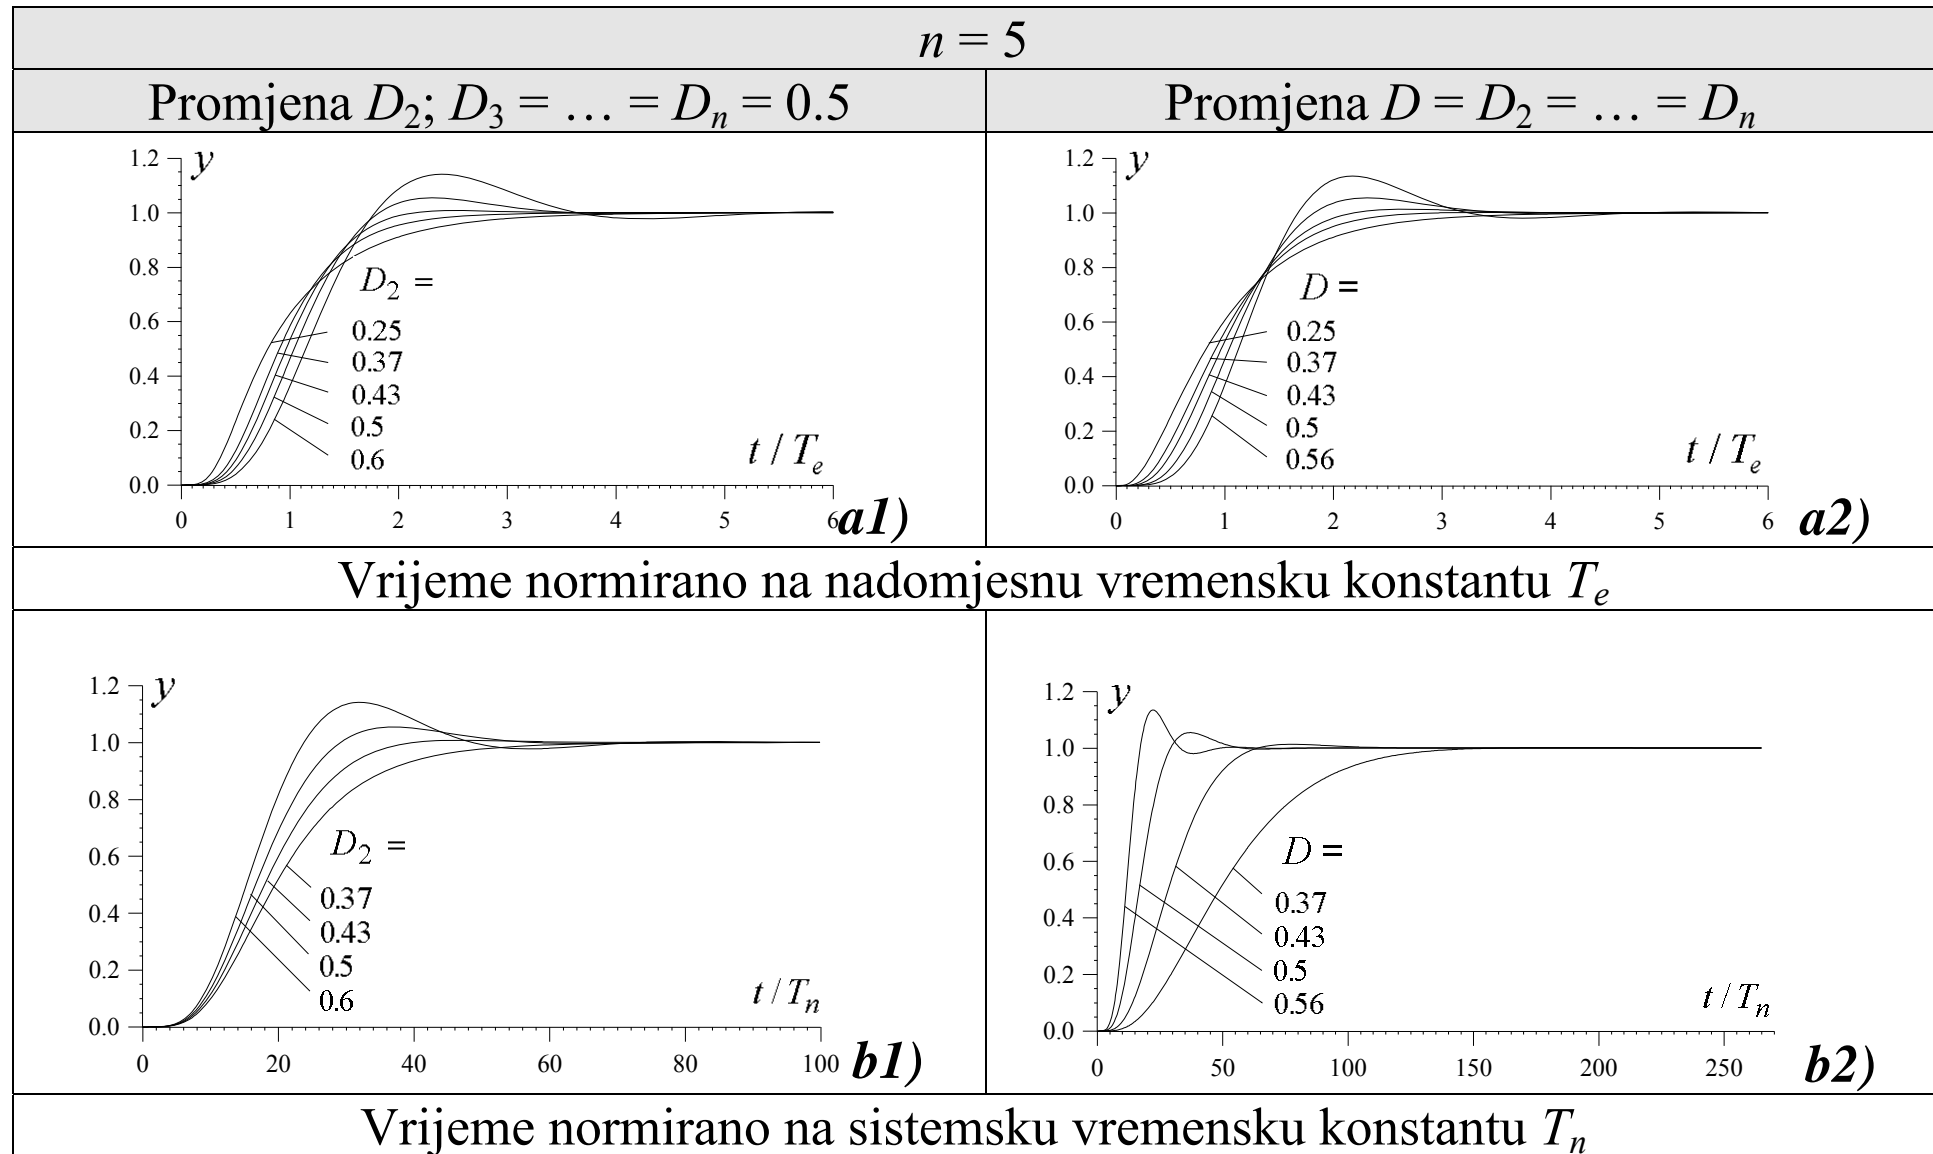 n = 5
Promjena D₂; D₃ = … = Dₙ = 0.5
Promjena D = D₂ = … = Dₙ
1.2
1.0
0.8
0.6
0.4
0.2
0.0
y
D₂ =
0.25
0.37
0.43
0.5
0.6
t / Tₑ
0 1 2 3 4 5 6
a1)
1.2
1.0
0.8
0.6
0.4
0.2
0.0
y
D =
0.25
0.37
0.43
0.5
0.56
t / Tₑ
0 1 2 3 4 5 6
a2)
Vrijeme normirano na nadomjesnu vremensku konstantu Tₑ
1.2
1.0
0.8
0.6
0.4
0.2
0.0
y
D₂ =
0.37
0.43
0.5
0.6
t / Tₙ
0 20 40 60 80 100
b1)
1.2
1.0
0.8
0.6
0.4
0.2
0.0
y
D =
0.37
0.43
0.5
0.56
t / Tₙ
0 50 100 150 200 250
b2)
Vrijeme normirano na sistemsku vremensku konstantu Tₙ